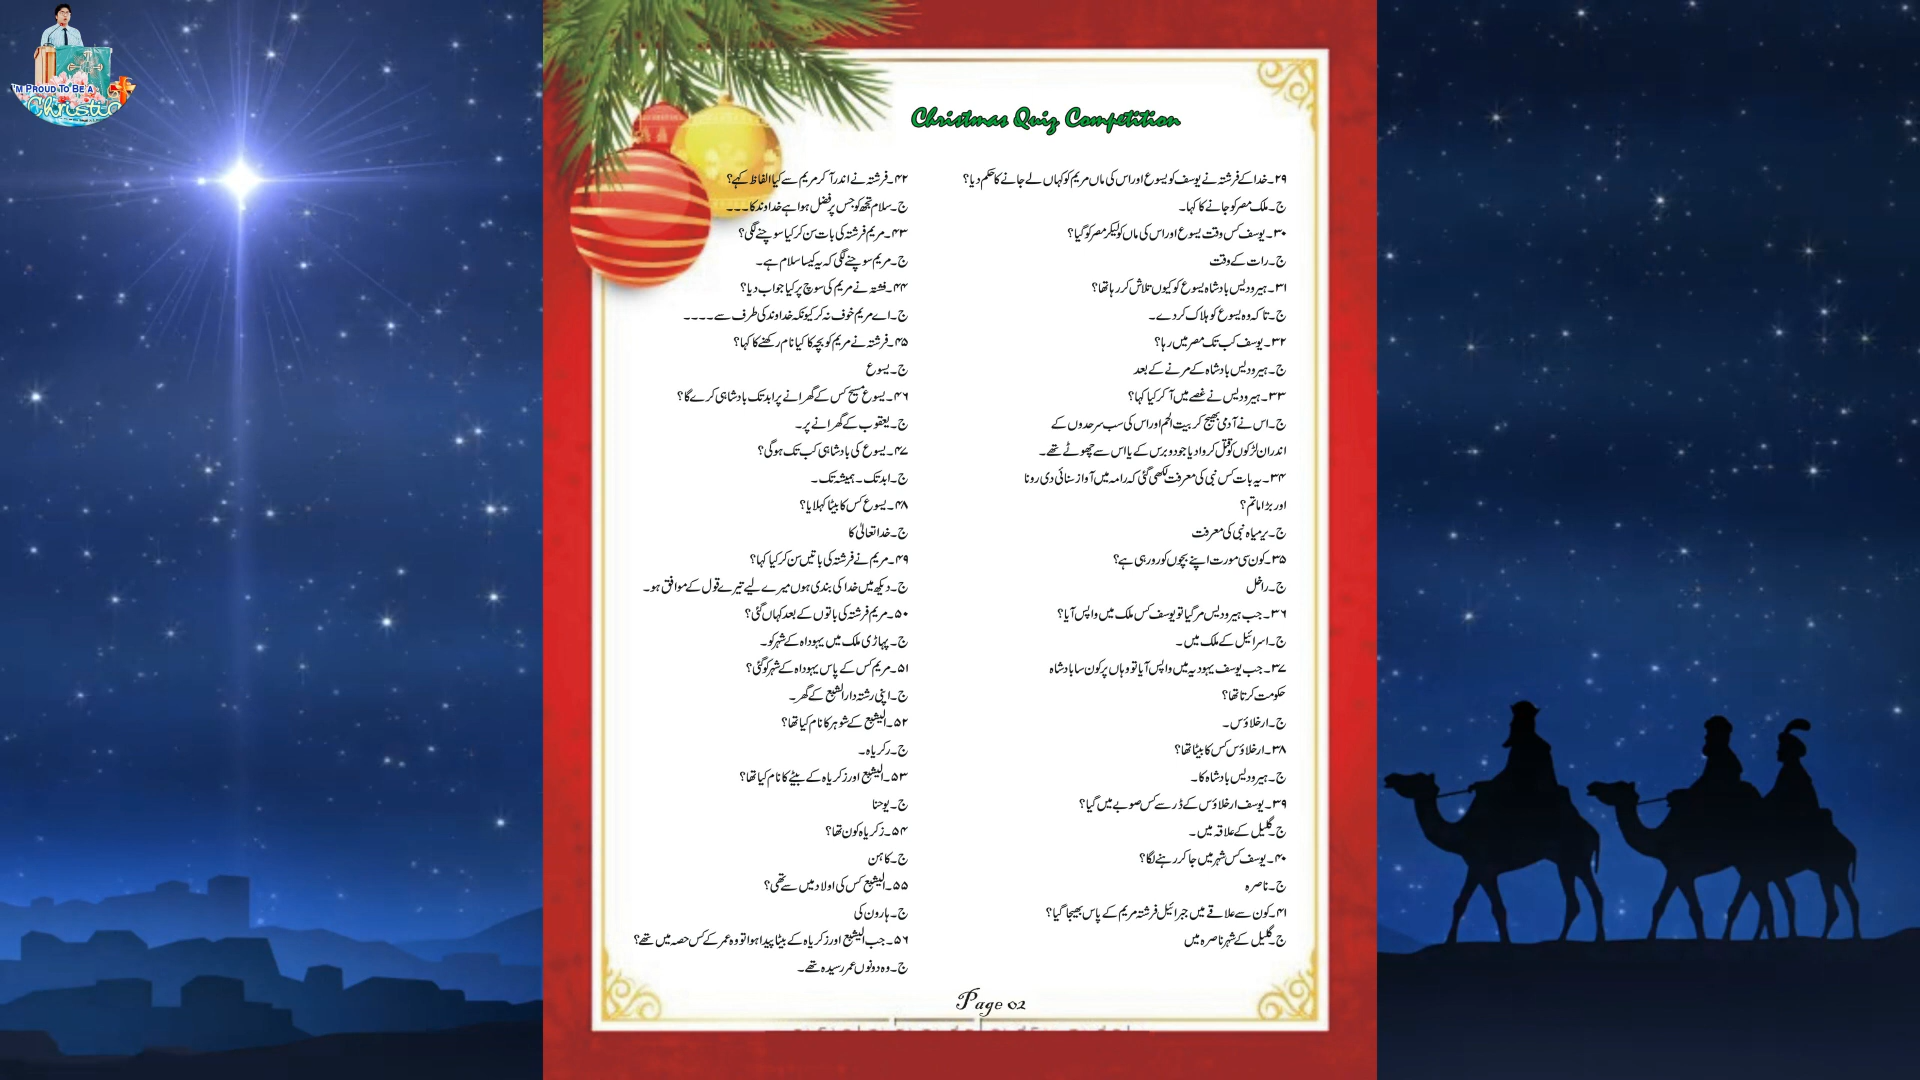 I'M PROUD TO BE A
Christmas Quiz Competition
۲۹۔خدا کے فرشتہ نے یوسف کو یسوع اور اس کی ماں مریم کو کہاں لے جانے کا حکم دیا؟
ج۔ملک مصر کو جانے کا کہا۔
۳۰۔یوسف کس وقت یسوع اور اس کی ماں کو لیکر مصر کو گیا؟
ج۔رات کے وقت
۳۱۔ہیرودیس بادشاہ یسوع کو کیوں تلاش کر رہا تھا؟
ج۔تاکہ وہ یسوع کو ہلاک کر دے۔
۳۲۔یوسف کب تک مصر میں رہا؟
ج۔ہیرودیس بادشاہ کے مرنے کے بعد
۳۳۔ہیرودیس نے غصے میں آکر کیا کہا؟
ج۔اس نے آدمی بھیج کر بیت الحم اور اس کی سب سرحدوں کے
اندر ان لڑکوں کو قتل کروا دیا جو دو برس کے یا اس سے چھوٹے تھے۔
۳۴۔یہ بات کس نبی کی معرفت لکھی گئی کہ رامہ میں آواز سنائی دی رونا
اور بڑا ماتم؟
ج۔یرمیاہ نبی کی معرفت
۳۵۔کون سی عورت اپنے بچوں کو رو رہی ہے؟
ج۔راخل
۳۶۔جب ہیرودیس مر گیا تو یوسف کس ملک میں واپس آیا؟
ج۔اسرائیل کے ملک میں۔
۳۷۔جب یوسف یہودیہ میں واپس آیا تو وہاں پر کون سا بادشاہ
حکومت کرتا تھا؟
ج۔ارخلاؤس۔
۳۸۔ارخلاؤس کس کا بیٹا تھا؟
ج۔ہیرودیس بادشاہ کا۔
۳۹۔یوسف ارخلاؤس کے ڈر سے کس صوبے میں گیا؟
ج۔گلیل کے علاقہ میں۔
۴۰۔یوسف کس شہر میں جا کر رہنے لگا؟
ج۔ناصرہ
۴۱۔کون سے علاقے میں جبرائیل فرشتہ مریم کے پاس بھیجا گیا؟
ج۔گلیل کے شہر ناصرہ میں
۴۲۔فرشتہ نے اندر آکر مریم سے کیا الفاظ کہے؟
ج۔سلام تجھ کو جس پر فضل ہوا ہے خداوند کا۔۔۔۔
۴۳۔مریم فرشتہ کی بات سن کر کیا سوچنے لگی؟
ج۔مریم سوچنے لگی کہ یہ کیسا سلام ہے۔
۴۴۔فشتہ نے مریم کی سوچ پر کیا جواب دیا؟
ج۔اے مریم خوف نہ کر کیونکہ خداوند کی طرف سے۔۔۔۔
۴۵۔فرشتہ نے مریم کو بچہ کا کیا نام رکھنے کا کہا؟
ج۔یسوع
۴۶۔یسوع مسیح کس کے گھرانے پر ابد تک بادشاہی کرے گا؟
ج۔یعقوب کے گھرانے پر۔
۴۷۔یسوع کی بادشاہی کب تک ہوگی؟
ج۔ابد تک۔ہمیشہ تک۔
۴۸۔یسوع کس کا بیٹا کہلایا؟
ج۔خدا تعالیٰ کا
۴۹۔مریم نے فرشتہ کی باتیں سن کر کیا کہا؟
ج۔دیکھ میں خدا کی بندی ہوں میرے لیے تیرے قول کے موافق ہو۔
۵۰۔مریم فرشتہ کی باتوں کے بعد کہاں گئی؟
ج۔پہاڑی ملک میں یہوداہ کے شہر کو۔
۵۱۔مریم کس کے پاس یہوداہ کے شہر کو گئی؟
ج۔اپنی رشتہ دار الشبع کے گھر۔
۵۲۔الیشبع کے شوہر کا نام کیا تھا؟
ج۔زکریاہ۔
۵۳۔الیشبع اور زکریاہ کے بیٹے کا نام کیا تھا؟
ج۔یوحنا
۵۴۔زکریاہ کون تھا؟
ج۔کاہن
۵۵۔الیشبع کس کی اولاد میں سے تھی؟
ج۔ہارون کی
۵۶۔جب الیشبع اور زکریاہ کے بیٹا پیدا ہوا تو وہ عمر کے کس حصہ میں تھے؟
ج۔وہ دونوں عمر رسیدہ تھے۔
Page 02